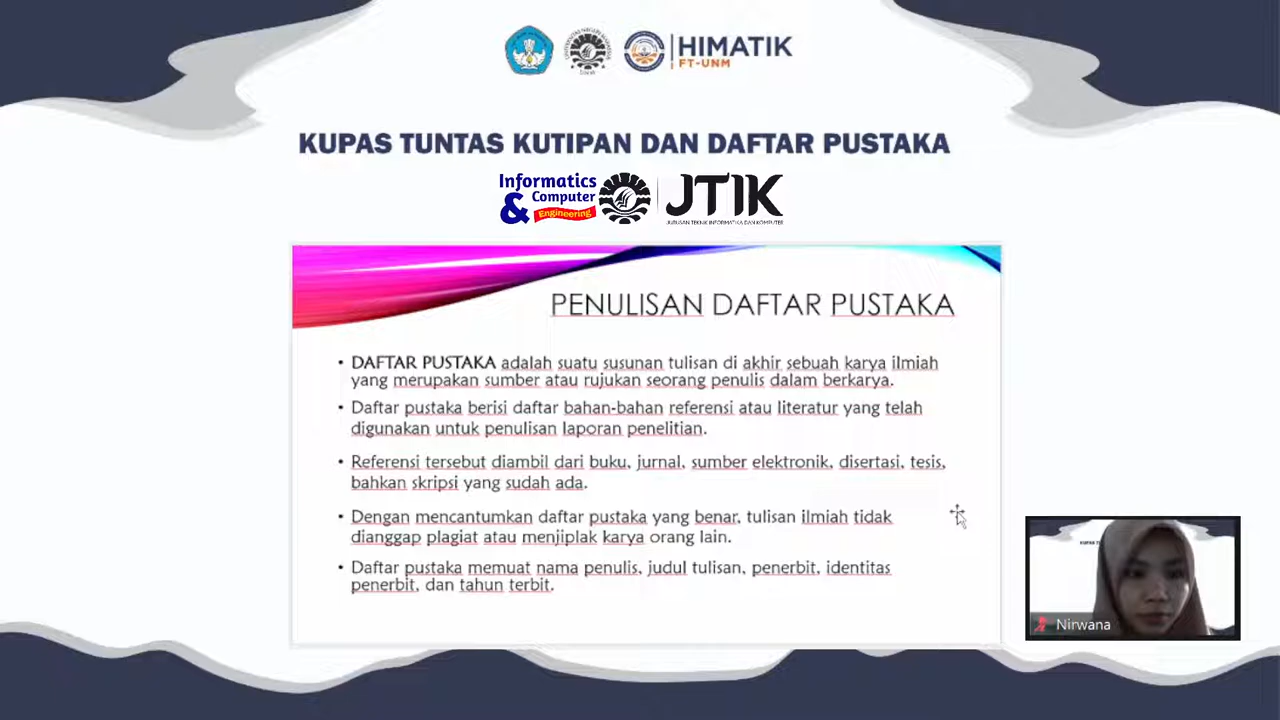 HIMATIK
FT-UNM
KUPAS TUNTAS KUTIPAN DAN DAFTAR PUSTAKA
Informatics
& Computer
Engineering
JTIK
JURUSAN TEKNIK INFORMATIKA DAN KOMPUTER
PENULISAN DAFTAR PUSTAKA
• DAFTAR PUSTAKA adalah suatu susunan tulisan di akhir sebuah karya ilmiah
yang merupakan sumber atau rujukan seorang penulis dalam berkarya.
• Daftar pustaka berisi daftar bahan-bahan referensi atau literatur yang telah
digunakan untuk penulisan laporan penelitian.
• Referensi tersebut diambil dari buku, jurnal, sumber elektronik, disertasi, tesis,
bahkan skripsi yang sudah ada.
• Dengan mencantumkan daftar pustaka yang benar, tulisan ilmiah tidak
dianggap plagiat atau menjiplak karya orang lain.
• Daftar pustaka memuat nama penulis, judul tulisan, penerbit, identitas
penerbit, dan tahun terbit.
Nirwana